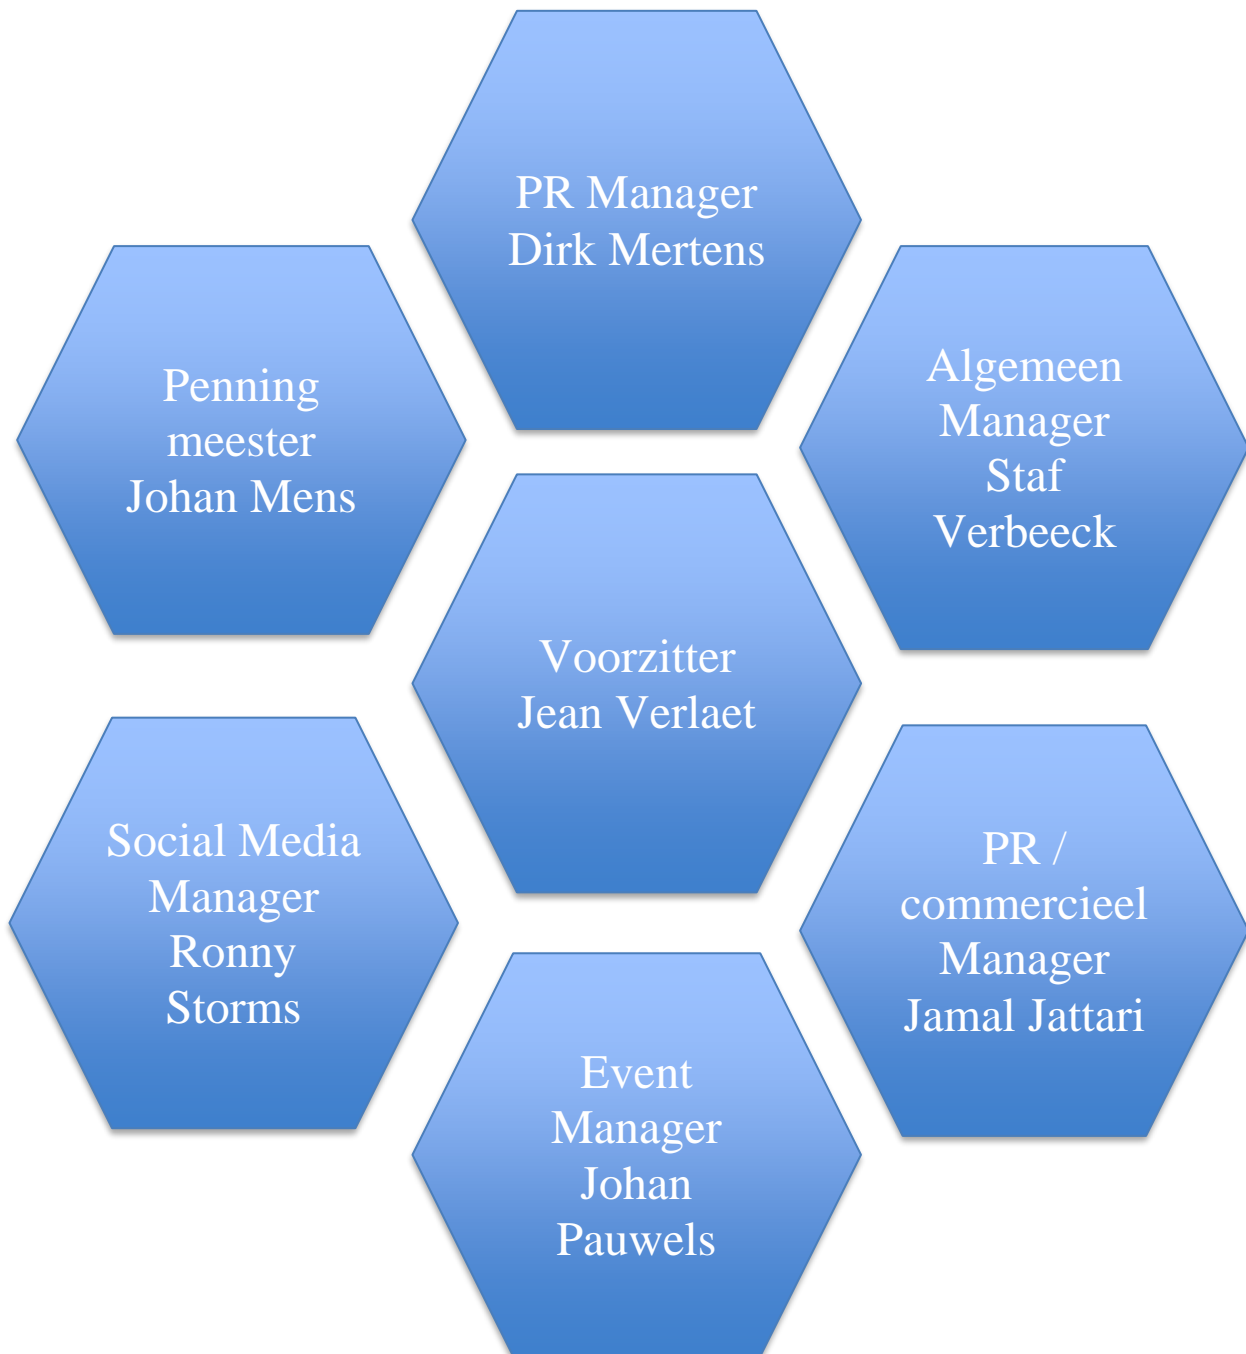 PR Manager
Dirk Mertens
Penning
meester
Johan Mens
Algemeen
Manager
Staf
Verbeeck
Voorzitter
Jean Verlaet
Social Media
Manager
Ronny
Storms
PR /
commercieel
Manager
Jamal Jattari
Event
Manager
Johan
Pauwels